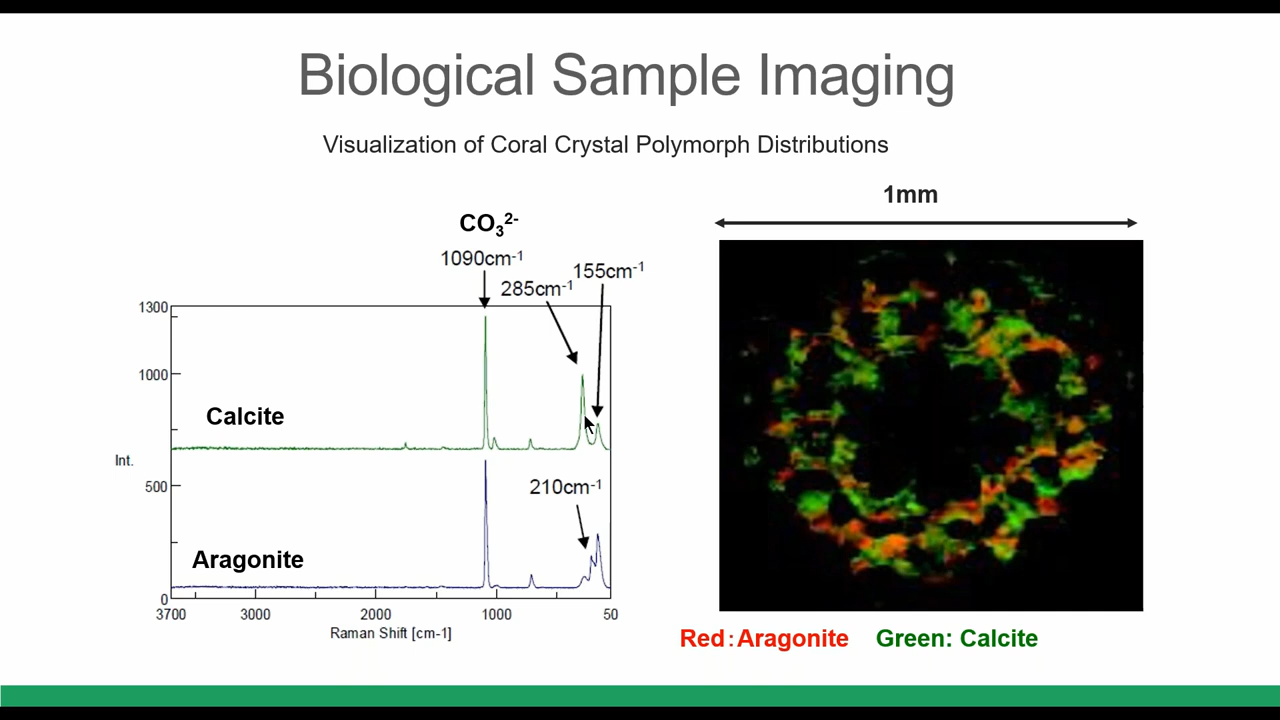 Biological Sample Imaging
Visualization of Coral Crystal Polymorph Distributions
CO₃²⁻
1090cm⁻¹
285cm⁻¹
155cm⁻¹
1300
1000
Calcite
Int.
500
210cm⁻¹
Aragonite
0
3700 3000 2000 1000 50
Raman Shift [cm-1]
1mm
Red:Aragonite Green: Calcite